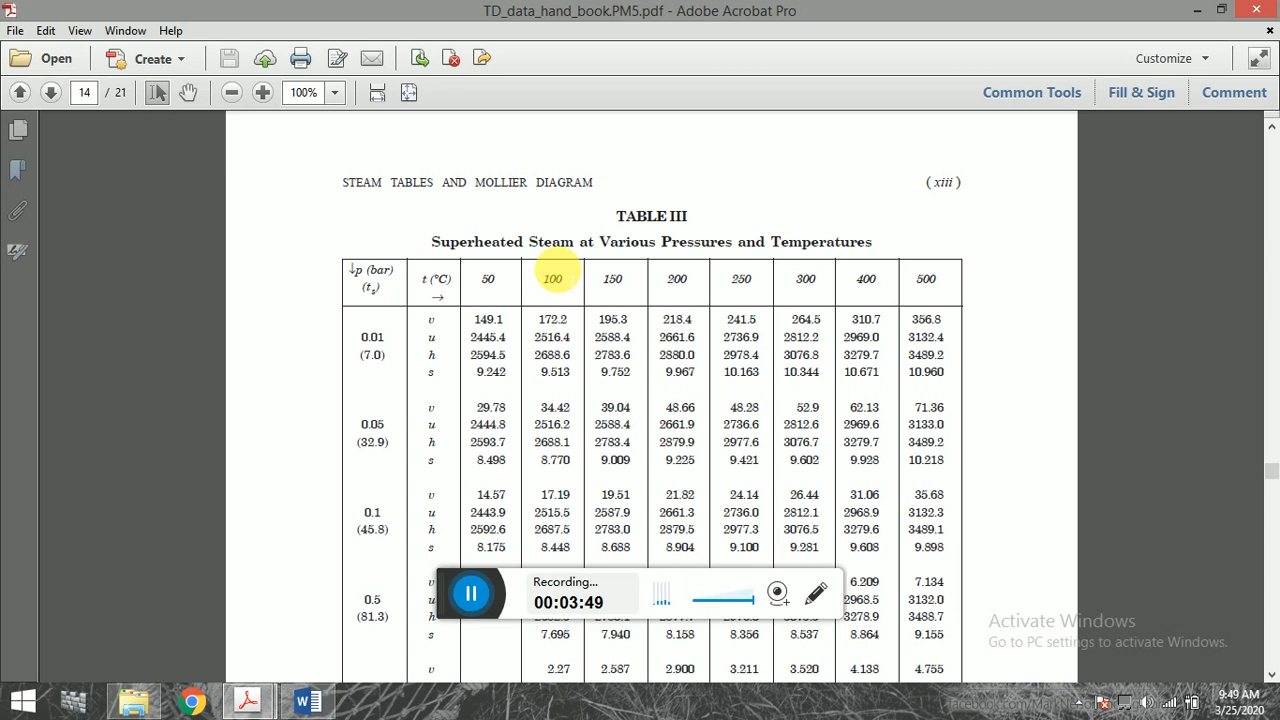 TD_data_hand_book.PM5.pdf - Adobe Acrobat Pro
File Edit View Window Help
Open Create Customize
14 / 21 100% Common Tools Fill & Sign Comment
STEAM TABLES AND MOLLIER DIAGRAM (xiii)
TABLE III
Superheated Steam at Various Pressures and Temperatures
↓p (bar) (ts) t (°C) → 50 100 150 200 250 300 400 500
v 149.1 172.2 195.3 218.4 241.5 264.5 310.7 356.8
0.01 u 2445.4 2516.4 2588.4 2661.6 2736.9 2812.2 2969.0 3132.4
(7.0) h 2594.5 2688.6 2783.6 2880.0 2978.4 3076.8 3279.7 3489.2
s 9.242 9.513 9.752 9.967 10.163 10.344 10.671 10.960
v 29.78 34.42 39.04 48.66 48.28 52.9 62.13 71.36
0.05 u 2444.8 2516.2 2588.4 2661.9 2736.6 2812.6 2969.6 3133.0
(32.9) h 2593.7 2688.1 2783.4 2879.9 2977.6 3076.7 3279.7 3489.2
s 8.498 8.770 9.009 9.225 9.421 9.602 9.928 10.218
v 14.57 17.19 19.51 21.82 24.14 26.44 31.06 35.68
0.1 u 2443.9 2515.5 2587.9 2661.3 2736.0 2812.1 2968.9 3132.3
(45.8) h 2592.6 2687.5 2783.0 2879.5 2977.3 3076.5 3279.6 3489.1
s 8.175 8.448 8.688 8.904 9.100 9.281 9.608 9.898
v 6.209 7.134
0.5 u 2968.5 3132.0
(81.3) h 3278.9 3488.7
s 7.695 7.940 8.158 8.356 8.537 8.864 9.155
v 2.27 2.587 2.900 3.211 3.520 4.138 4.755
Recording...
00:03:49
Activate Windows
Go to PC settings to activate Windows.
9:49 AM
3/25/2020